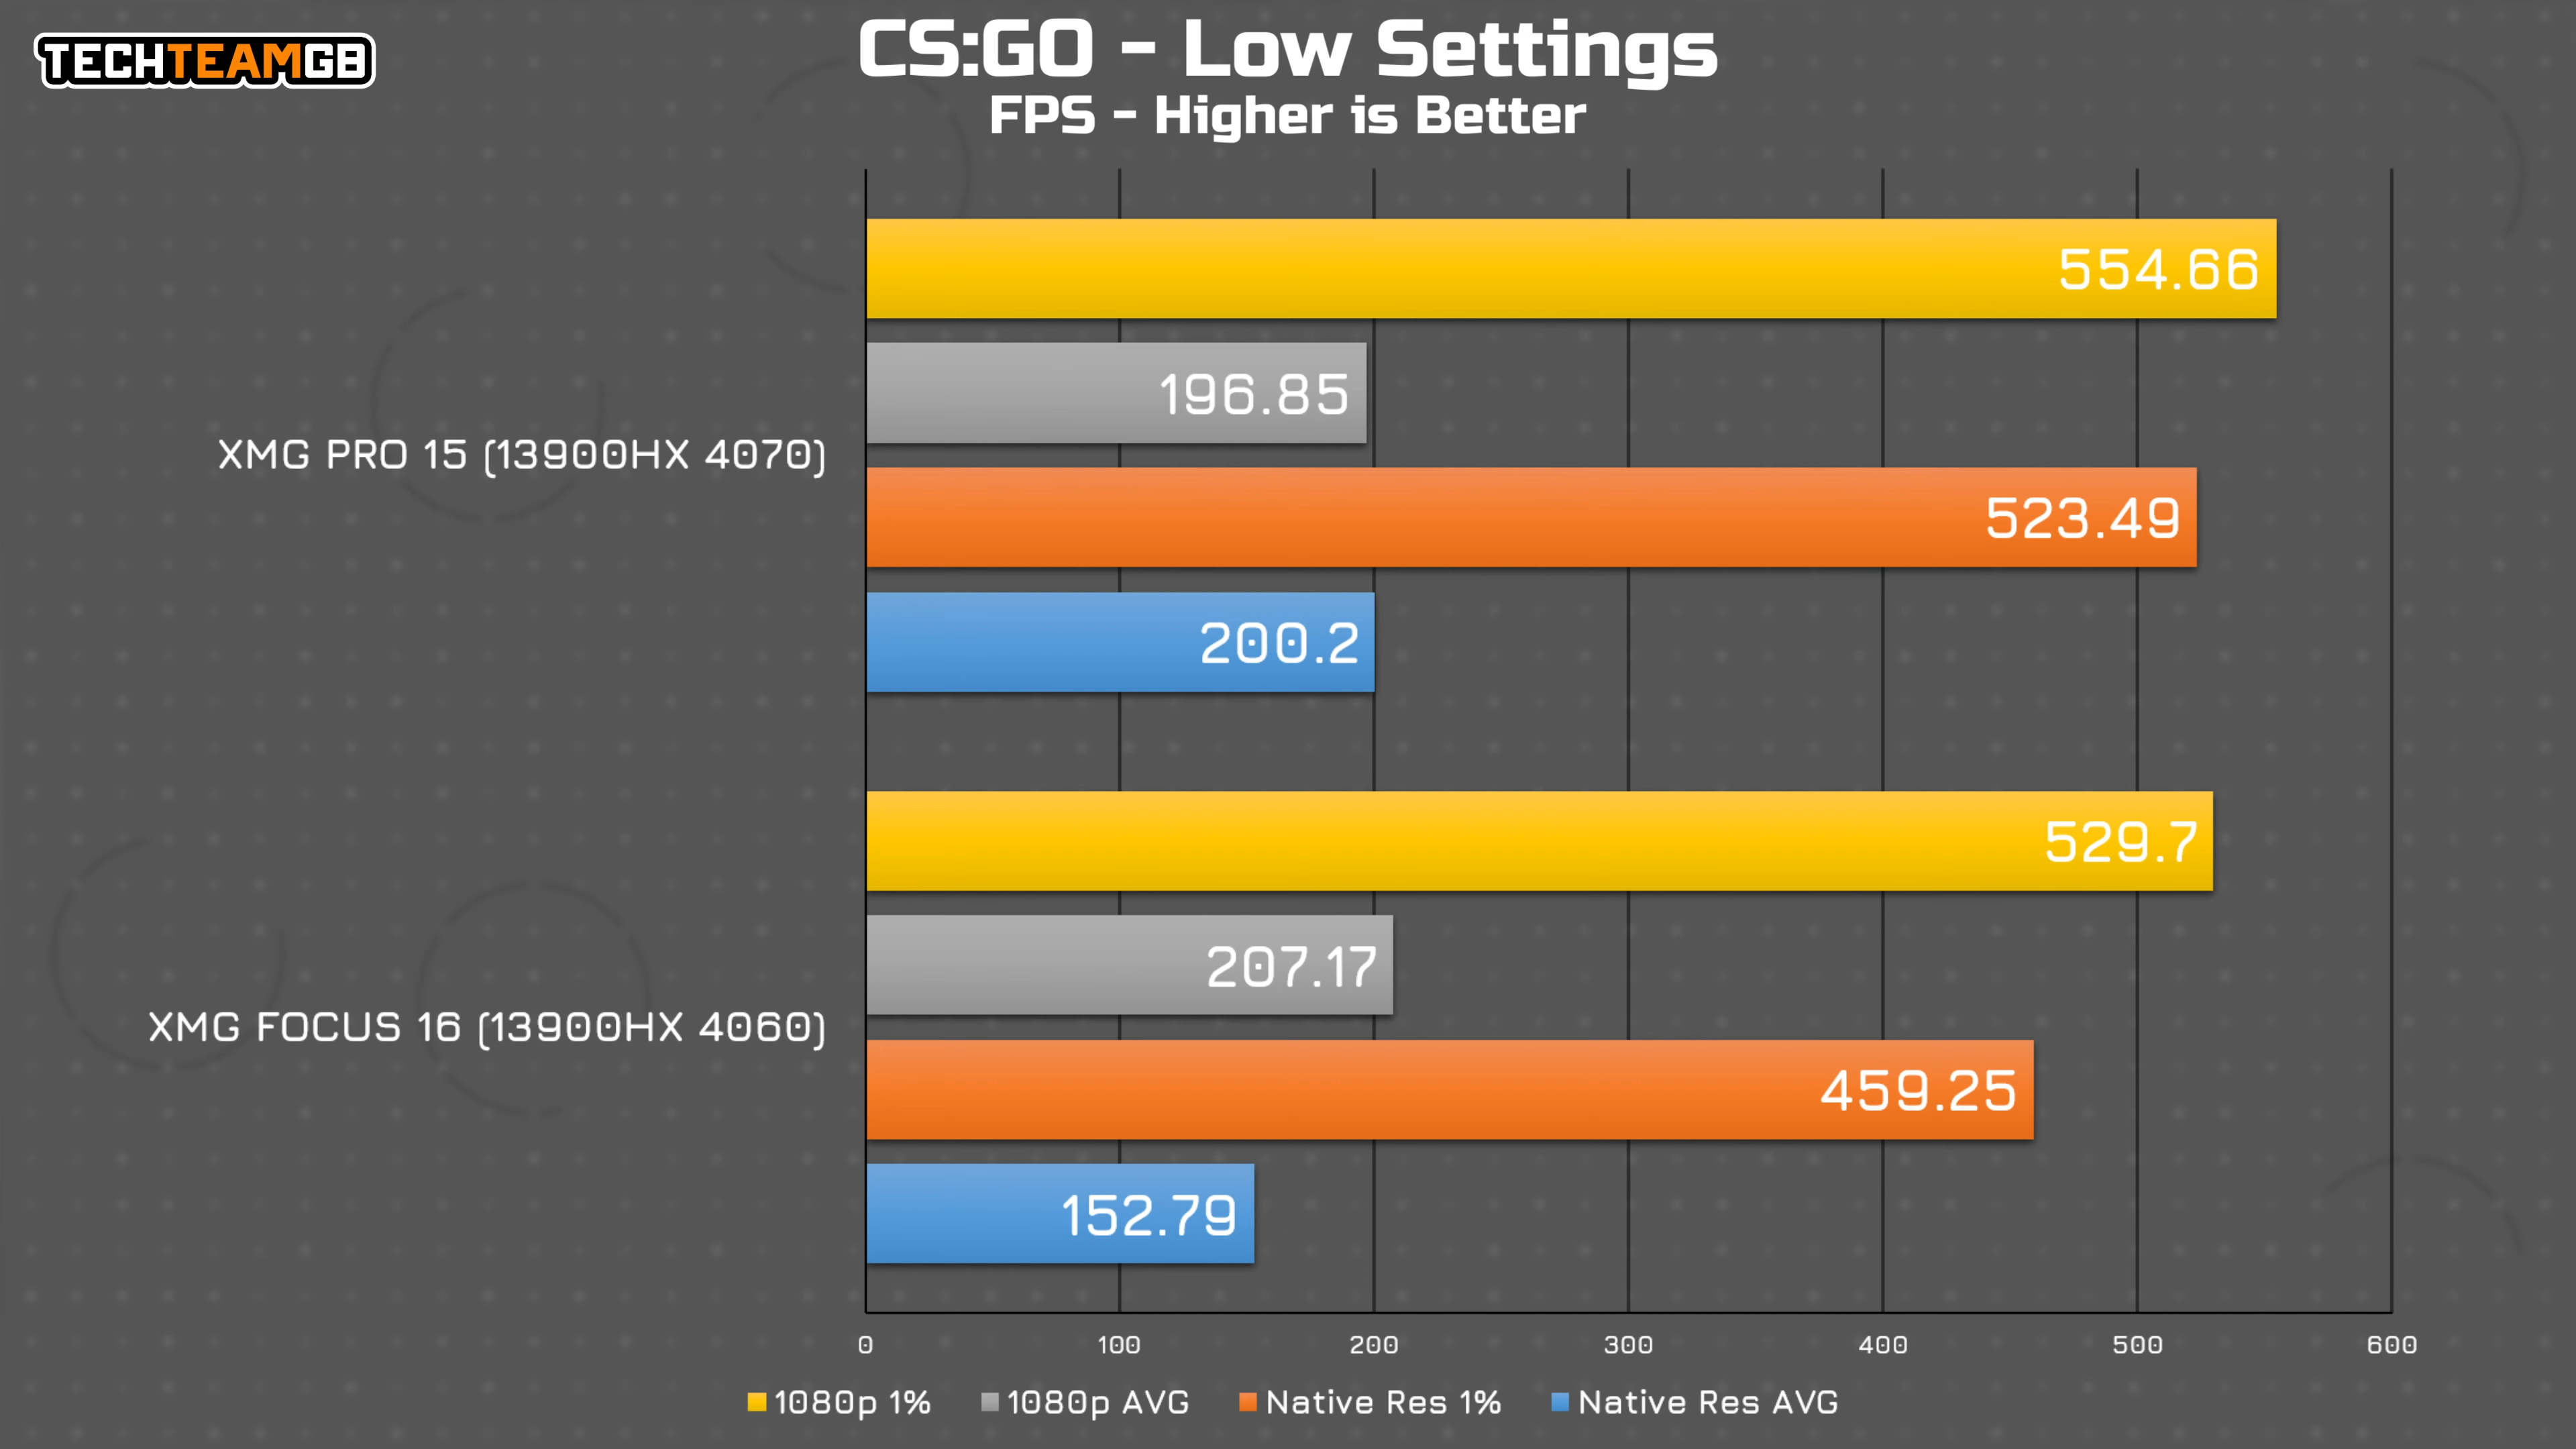 TECHTEAMGB
CS:GO - Low Settings
FPS - Higher is Better
554.66
196.85
XMG PRO 15 (13900HX 4070)
523.49
200.2
529.7
207.17
XMG FOCUS 16 (13900HX 4060)
459.25
152.79
0 100 200 300 400 500 600
1080p 1% 1080p AVG Native Res 1% Native Res AVG